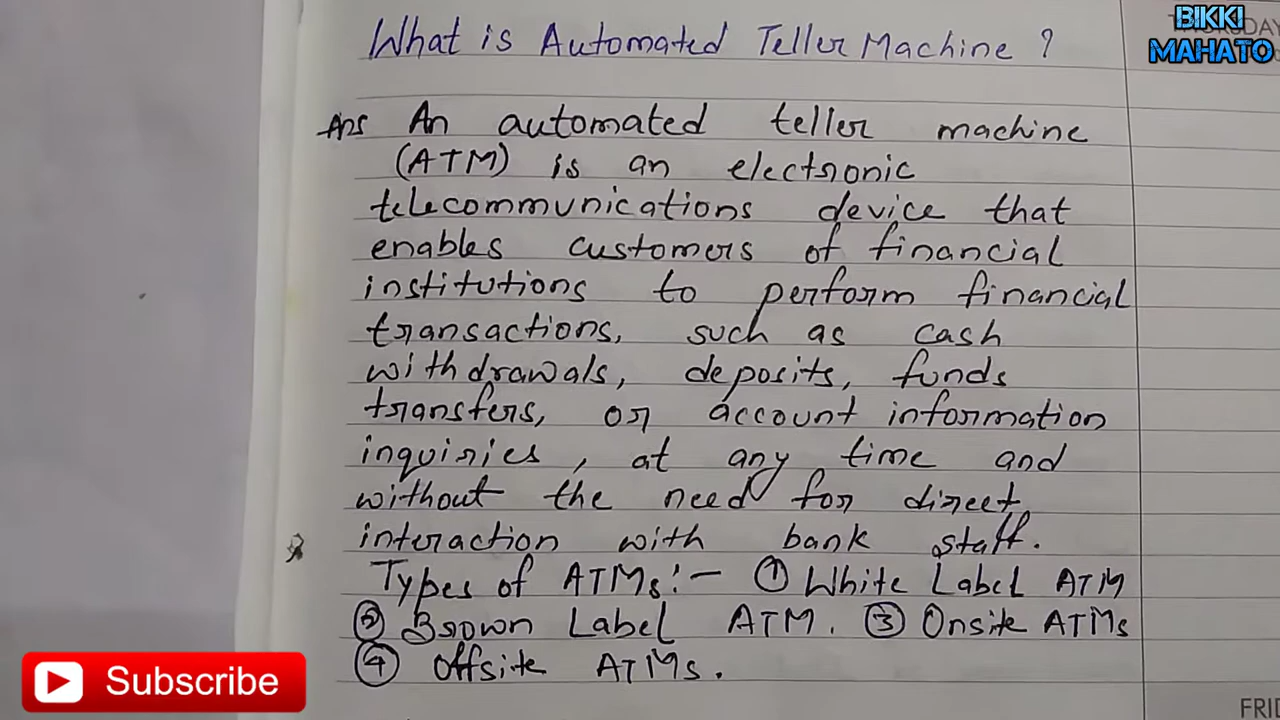 BIKKI
MAHATO
What is Automated Teller Machine ?
Ans An automated teller machine
(ATM) is an electronic
telecommunications device that
enables customers of financial
institutions to perform financial
transactions, such as cash
withdrawals, deposits, funds
transfers, or account information
inquiries, at any time and
without the need for direct
interaction with bank staff.
Types of ATMs:- ① White Label ATM
② Brown Label ATM. ③ Onsite ATMs
④ Offsite ATMs.
Subscribe